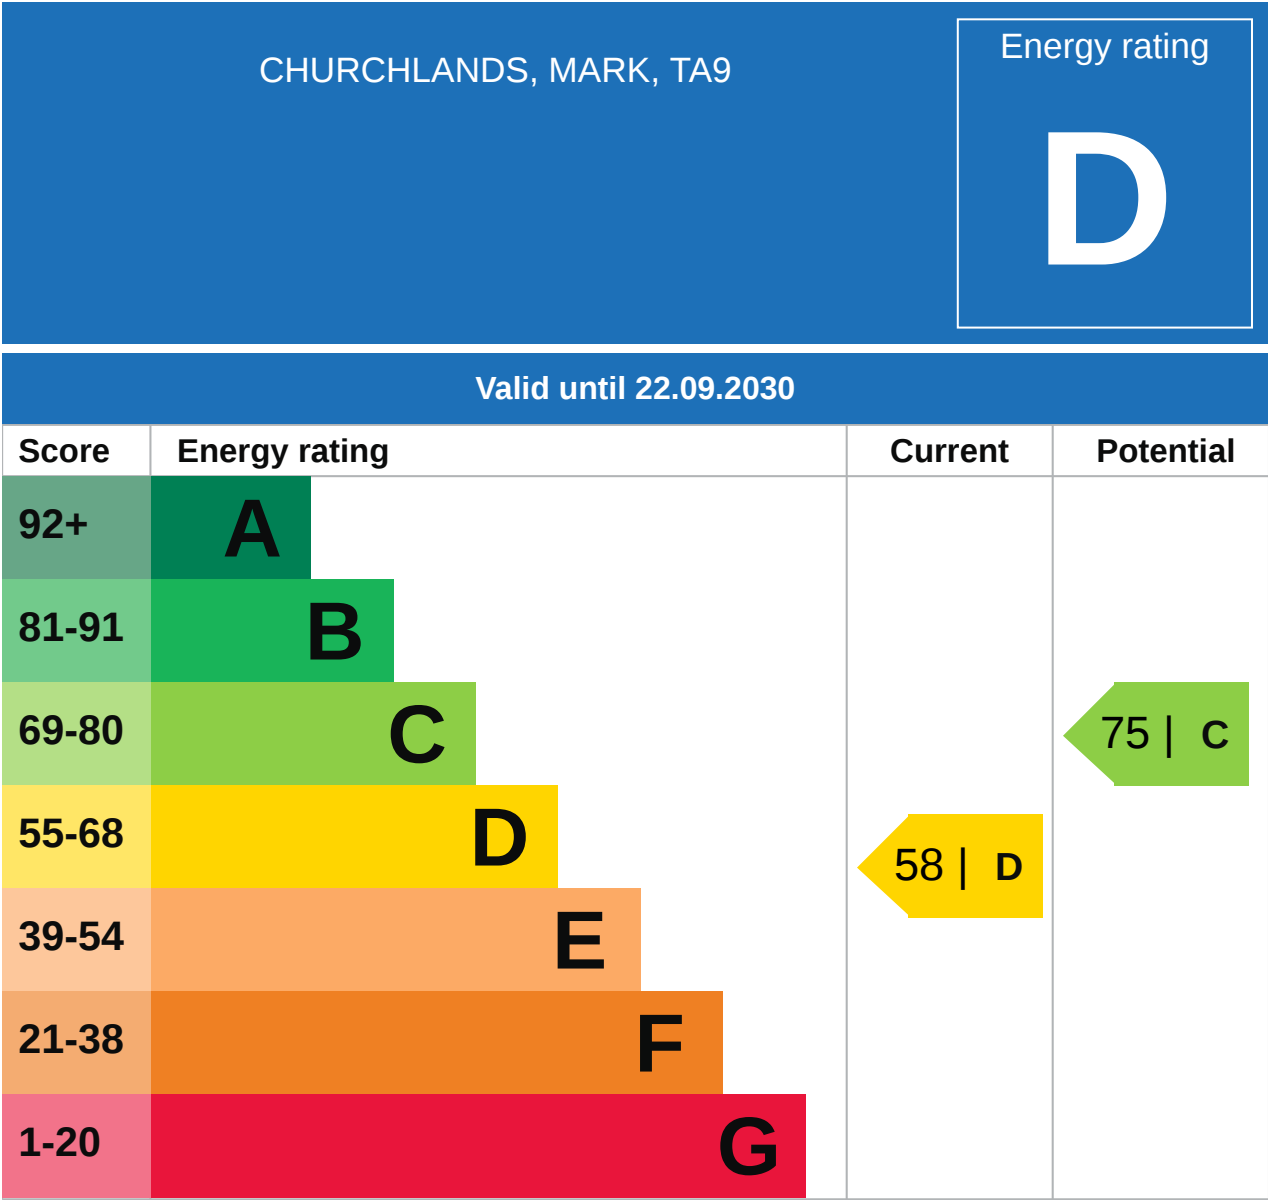 CHURCHLANDS, MARK, TA9
Energy rating
D
Valid until 22.09.2030
Score Energy rating Current Potential
92+ A
81-91 B
69-80 C
75 | C
55-68 D
58 | D
39-54 E
21-38 F
1-20 G